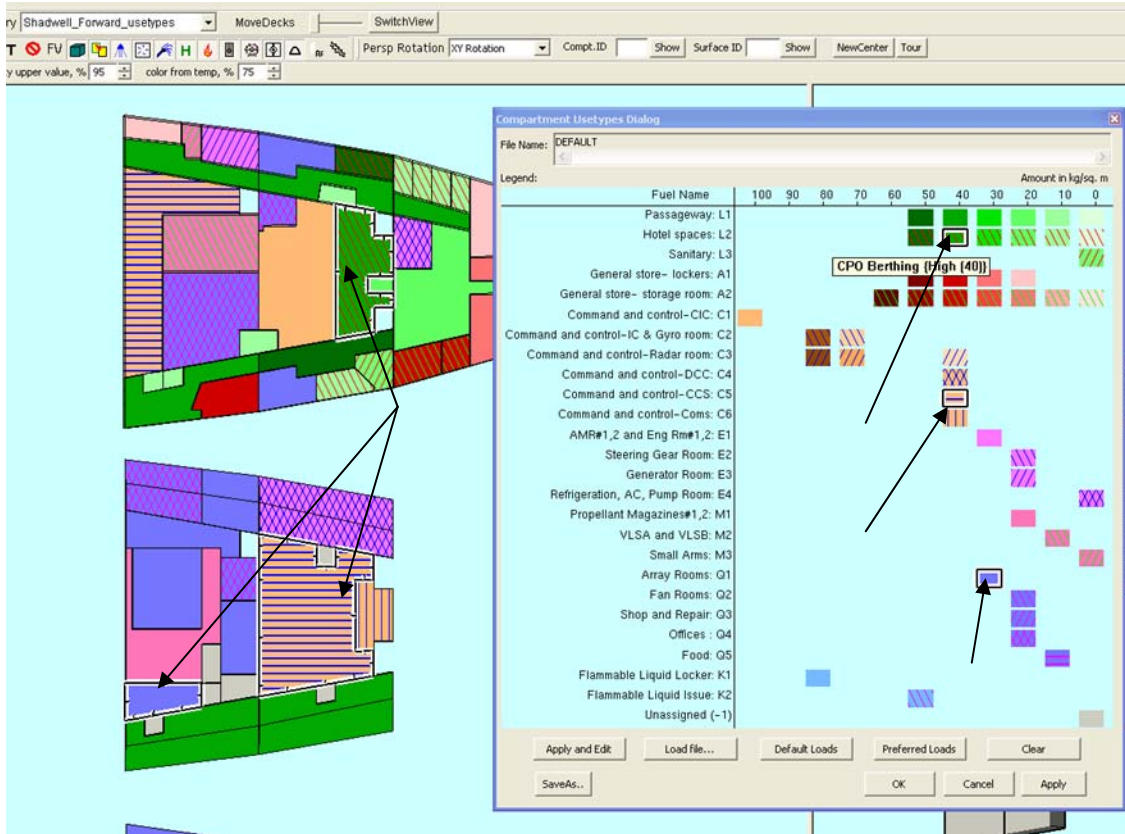 ry Shadwell_Forward_usetypes MoveDecks SwitchView
T FV H RF Persp Rotation XY Rotation Compt.ID Show Surface ID Show NewCenter Tour
y upper value, % 95 color from temp, % 75
Compartment Usetypes Dialog
File Name: DEFAULT
Legend: Amount in kg/sq. m
Fuel Name 100 90 80 70 60 50 40 30 20 10 0
Passageway: L1
Hotel spaces: L2
Sanitary: L3
CPO Berthing {High [40]}
General store- lockers: A1
General store- storage room: A2
Command and control-CIC: C1
Command and control-IC & Gyro room: C2
Command and control-Radar room: C3
Command and control-DCC: C4
Command and control-CCS: C5
Command and control-Coms: C6
AMR#1,2 and Eng Rm#1,2: E1
Steering Gear Room: E2
Generator Room: E3
Refrigeration, AC, Pump Room: E4
Propellant Magazines#1,2: M1
VLSA and VLSB: M2
Small Arms: M3
Array Rooms: Q1
Fan Rooms: Q2
Shop and Repair: Q3
Offices : Q4
Food: Q5
Flammable Liquid Locker: K1
Flammable Liquid Issue: K2
Unassigned (-1)
Apply and Edit Load file... Default Loads Preferred Loads Clear
SaveAs.. OK Cancel Apply